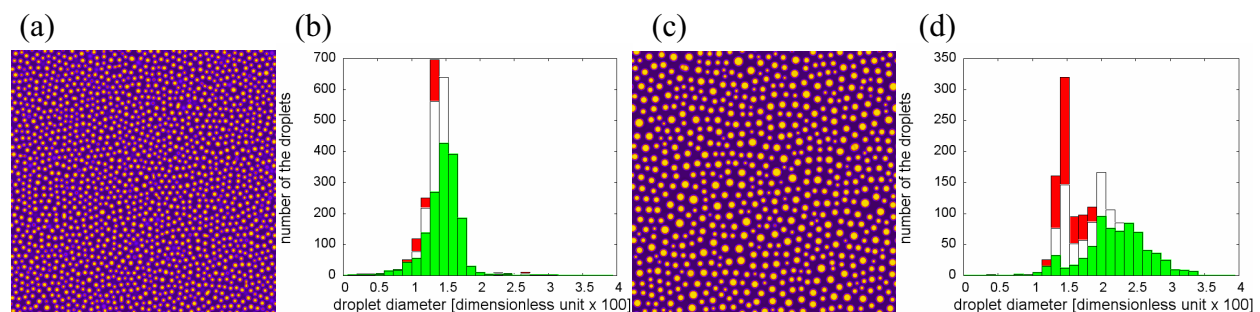 (a) (b) (c) (d)
number of the droplets
700
600
500
400
300
200
100
0
0 0.5 1 1.5 2 2.5 3 3.5 4
droplet diameter [dimensionless unit x 100]
number of the droplets
350
300
250
200
150
100
50
0
0 0.5 1 1.5 2 2.5 3 3.5 4
droplet diameter [dimensionless unit x 100]